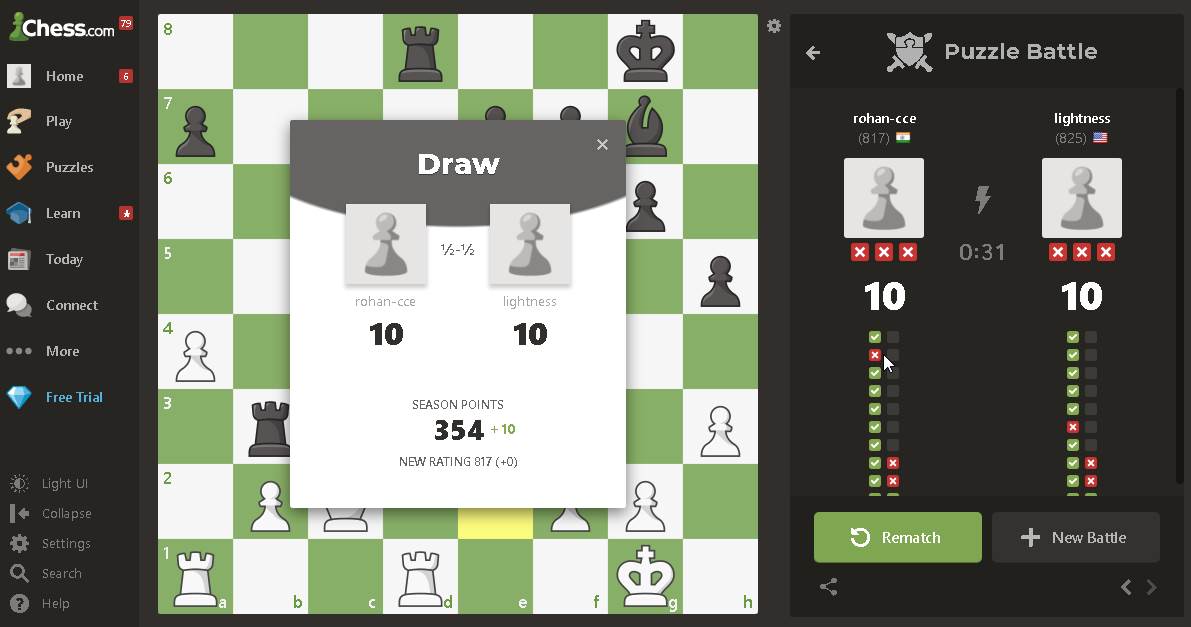 Chess.com
79
Home
6
Play
Puzzles
Learn
Today
Connect
More
Free Trial
Light UI
Collapse
Settings
Search
Help
8
7
6
5
4
3
2
1
a
b
c
d
e
f
g
h
Draw
½-½
rohan-cce
lightness
10
10
SEASON POINTS
354 + 10
NEW RATING 817 (+0)
Puzzle Battle
rohan-cce
(817)
lightness
(825)
0:31
10
10
Rematch
New Battle